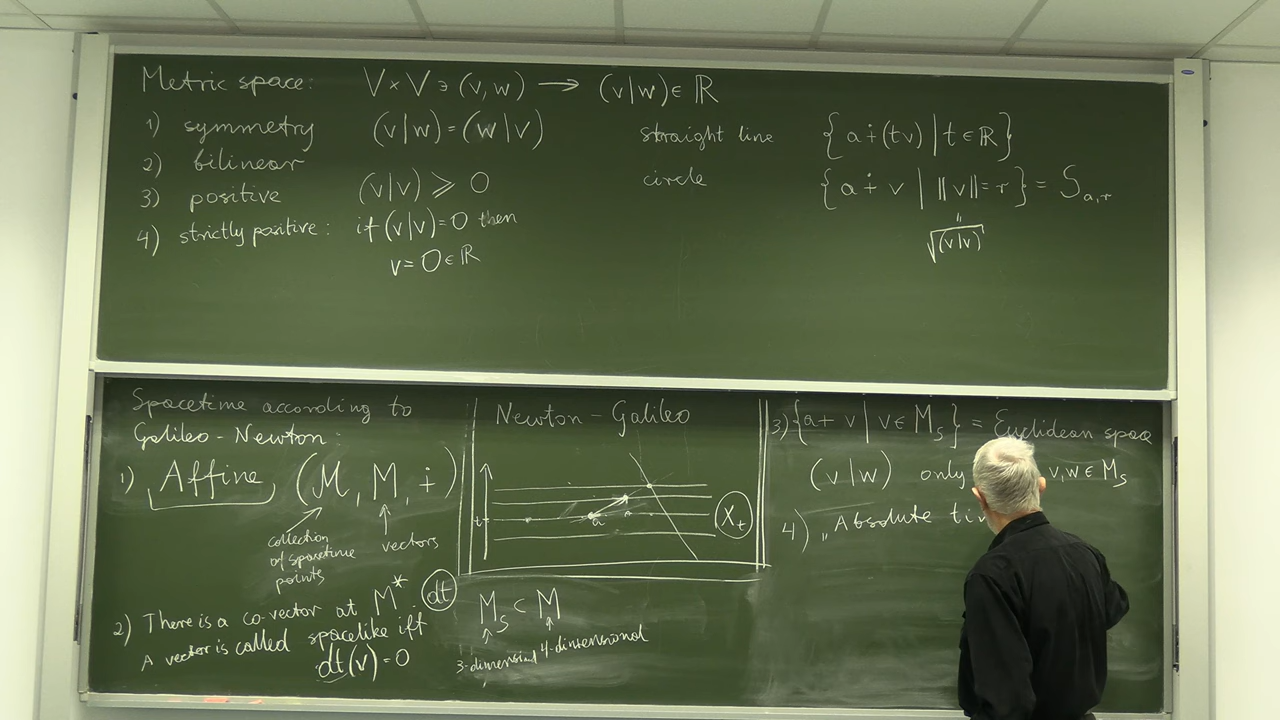 Metric space: V × V ∋ (v, w) → (v|w) ∈ ℝ
1) symmetry (v|w) = (w|v)
2) bilinear
3) positive (v|v) ⩾ 0
4) strictly positive: if (v|v) = 0 then
v = 0 ∈ ℝ
straight line {a ∔ (tv) | t ∈ ℝ}
circle {a ∔ v | ‖v‖ = r} = S_{a,r}
"
√(v|v)
Spacetime according to
Galileo-Newton:
1) „Affine" (M, M, ∔)
collection
of spacetime
points
vectors
2) There is a co-vector at M* dt
A vector is called spacelike iff
dt(v) = 0
Newton - Galileo
t
a
X_t
M_S ⊂ M
3-dimensional 4-dimensional
3) {a + v | v ∈ M_S} = Euclidean space
(v|w) only v, w ∈ M_S
4) „Absolute